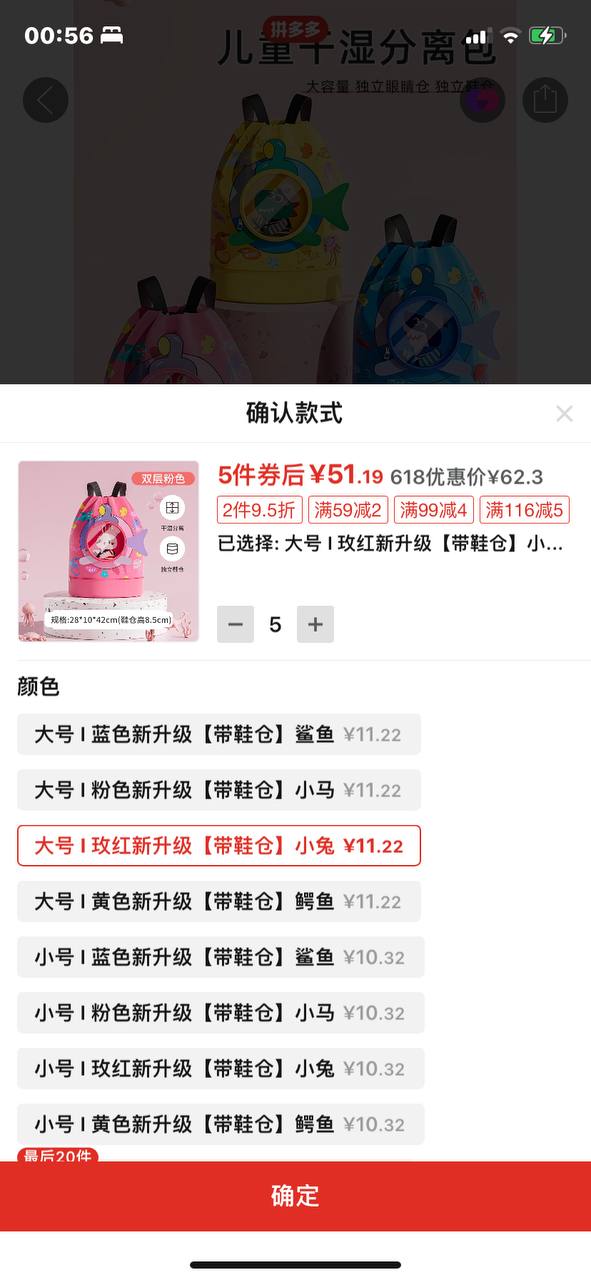 00:56
拼多多
儿童干湿分离包
大容量 独立眼睛仓 独立鞋仓
确认款式
双层粉色
干湿分离
独立鞋仓
规格:28*10*42cm(鞋仓高8.5cm)
5件券后¥51.19 618优惠价¥62.3
2件9.5折 满59减2 满99减4 满116减5
已选择: 大号 I 玫红新升级【带鞋仓】小...
5
颜色
大号 I 蓝色新升级【带鞋仓】鲨鱼 ¥11.22
大号 I 粉色新升级【带鞋仓】小马 ¥11.22
大号 I 玫红新升级【带鞋仓】小兔 ¥11.22
大号 I 黄色新升级【带鞋仓】鳄鱼 ¥11.22
小号 I 蓝色新升级【带鞋仓】鲨鱼 ¥10.32
小号 I 粉色新升级【带鞋仓】小马 ¥10.32
小号 I 玫红新升级【带鞋仓】小兔 ¥10.32
小号 I 黄色新升级【带鞋仓】鳄鱼 ¥10.32
最后20件
确定